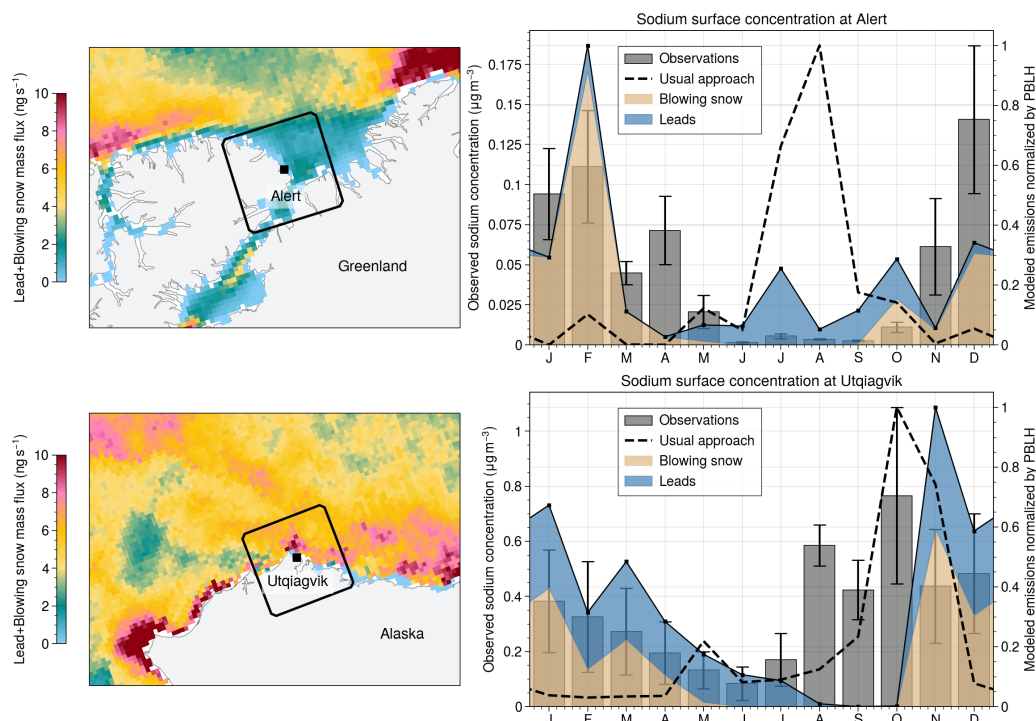 Sodium surface concentration at Alert
Lead+Blowing snow mass flux (ng s⁻¹)
10
8
6
4
2
0
Alert
Greenland
Observed sodium concentration (µg m⁻³)
0.175
0.15
0.125
0.1
0.075
0.05
0.025
0
Observations
Usual approach
Blowing snow
Leads
1
0.8
0.6
0.4
0.2
0
Modeled emissions normalized by PBLH
J F M A M J J A S O N D
Sodium surface concentration at Utqiagvik
Lead+Blowing snow mass flux (ng s⁻¹)
10
8
6
4
2
0
Utqiagvik
Alaska
Observed sodium concentration (µg m⁻³)
1
0.8
0.6
0.4
0.2
0
Observations
Usual approach
Blowing snow
Leads
1
0.8
0.6
0.4
0.2
0
Modeled emissions normalized by PBLH
J F M A M J J A S O N D